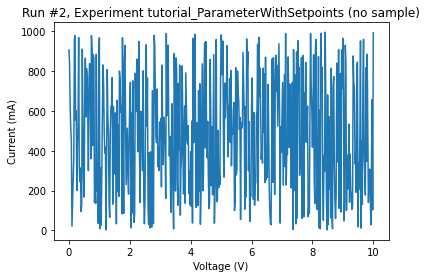 Run #2, Experiment tutorial_ParameterWithSetpoints (no sample)
1000
800
600
400
200
0
Current (mA)
0 2 4 6 8 10
Voltage (V)